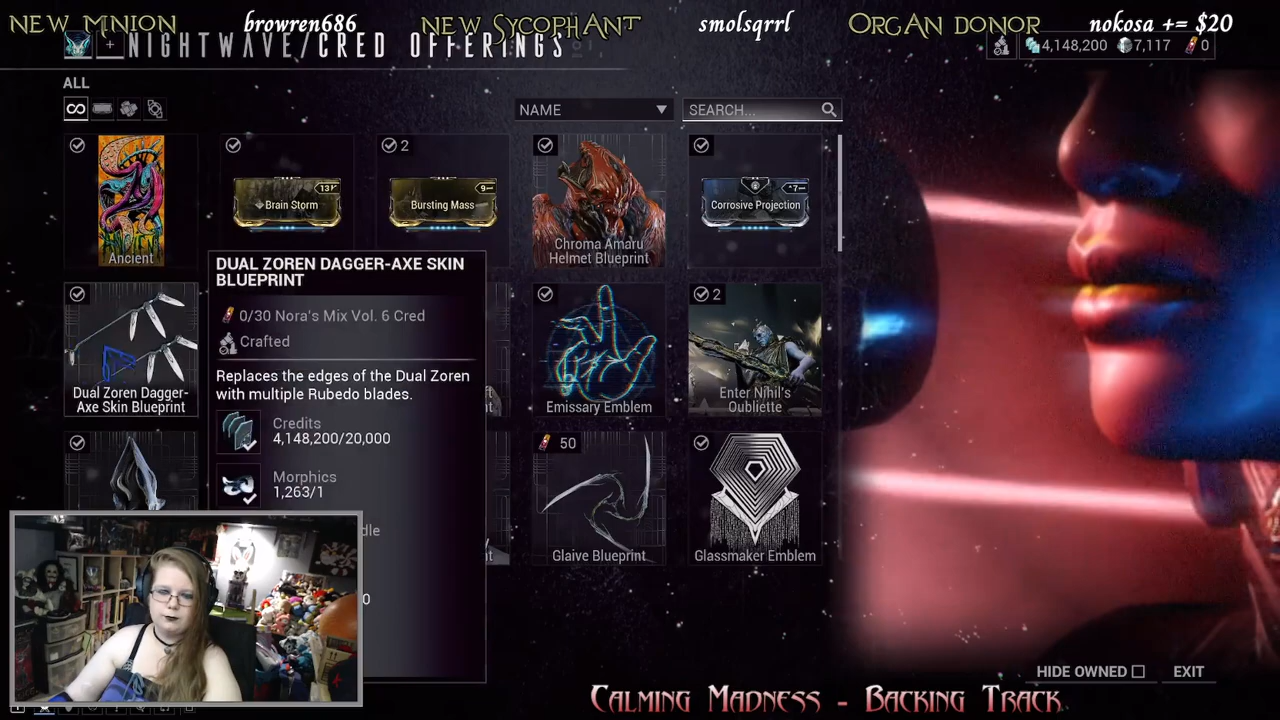 NEW MINION browren686 NEW SYCOPHANT smolsqrrl ORGAN DONOR nokosa += $20
NIGHTWAVE/CRED OFFERINGS
4,148,200 7,117 0
ALL
NAME SEARCH...
Ancient
13
Brain Storm
2
9
Bursting Mass
Chroma Amaru
Helmet Blueprint
7
Corrosive Projection
Dual Zoren Dagger-
Axe Skin Blueprint
DUAL ZOREN DAGGER-AXE SKIN
BLUEPRINT
0/30 Nora's Mix Vol. 6 Cred
Crafted
Replaces the edges of the Dual Zoren
with multiple Rubedo blades.
Credits
4,148,200/20,000
Morphics
1,263/1
Emissary Emblem
2
Enter Nihil's
Oubliette
50
Glaive Blueprint
Glassmaker Emblem
HIDE OWNED EXIT
CALMING MADNESS - BACKING TRACK